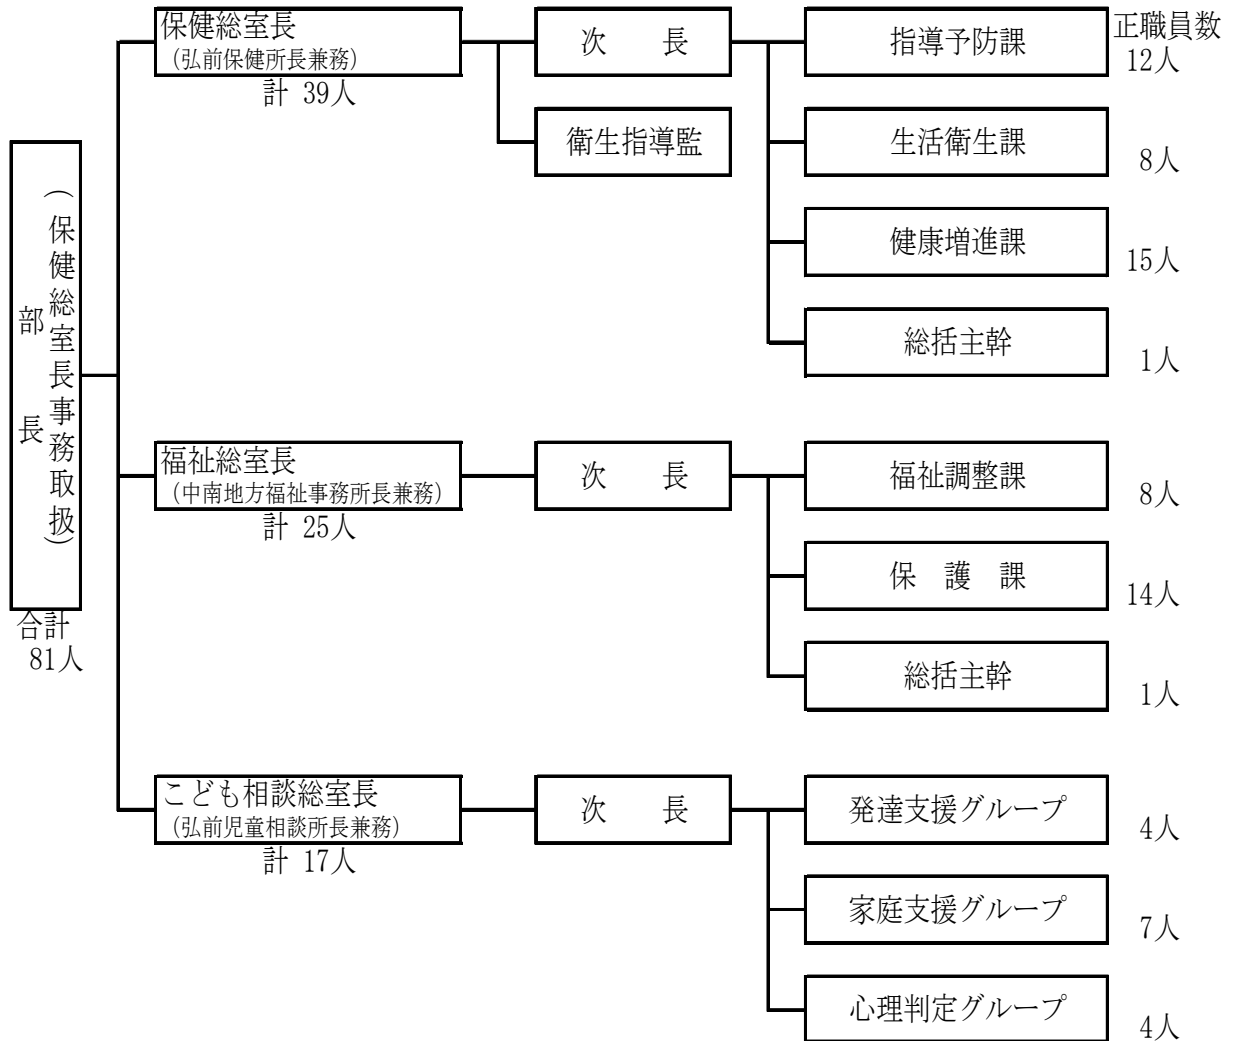 部　長
（保健総室長事務取扱）
合計
81人
保健総室長
（弘前保健所長兼務）
計 39人
次　長
衛生指導監
正職員数
指導予防課
12人
生活衛生課
8人
健康増進課
15人
総括主幹
1人
福祉総室長
（中南地方福祉事務所長兼務）
計 25人
次　長
福祉調整課
8人
保　護　課
14人
総括主幹
1人
こども相談総室長
（弘前児童相談所長兼務）
計 17人
次　長
発達支援グループ
4人
家庭支援グループ
7人
心理判定グループ
4人